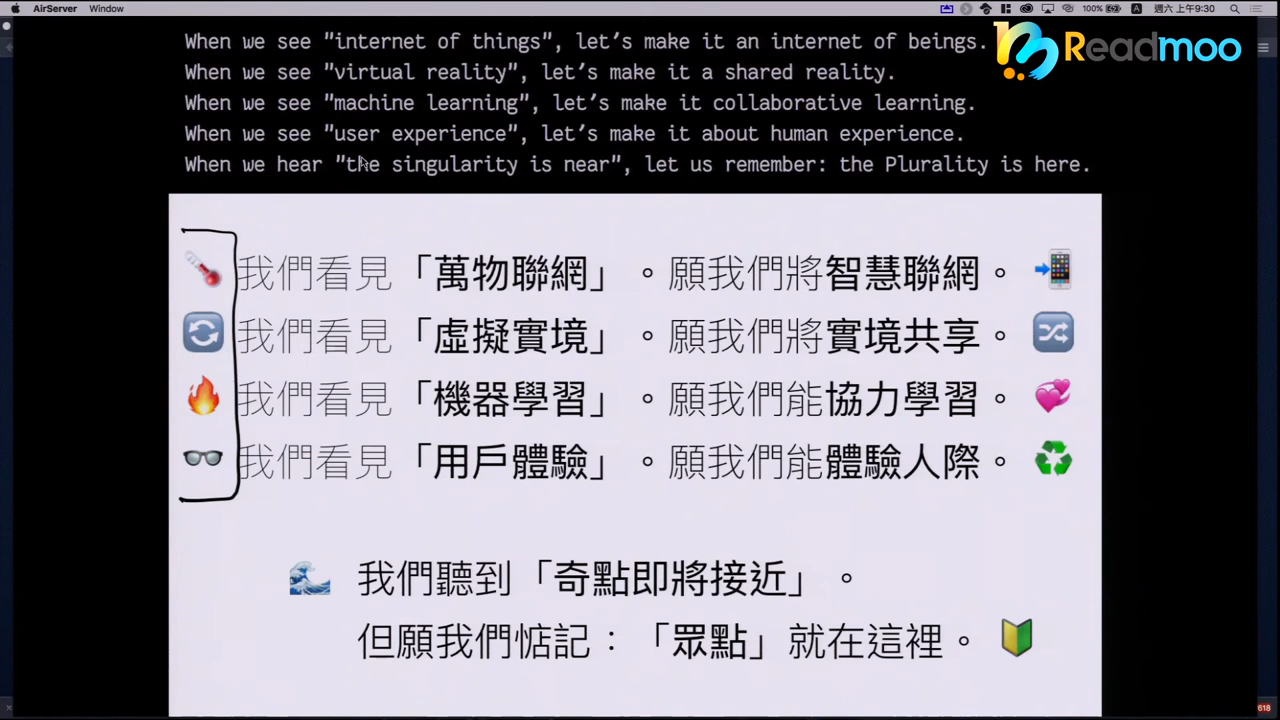 AirServer Window 100% A 週六 上午9:30
When we see "internet of things", let's make it an internet of beings.
Readmoo
When we see "virtual reality", let's make it a shared reality.
When we see "machine learning", let's make it collaborative learning.
When we see "user experience", let's make it about human experience.
When we hear "the singularity is near", let us remember: the Plurality is here.
我們看見「萬物聯網」。願我們將智慧聯網。
我們看見「虛擬實境」。願我們將實境共享。
我們看見「機器學習」。願我們能協力學習。
我們看見「用戶體驗」。願我們能體驗人際。
我們聽到「奇點即將接近」。
但願我們惦記：「眾點」就在這裡。
618